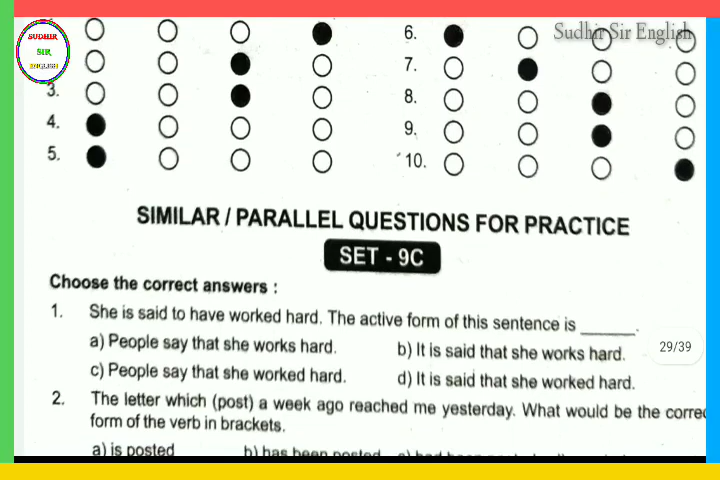 SUDHIR
SIR
ENGLISH
Sudhir Sir English
6.
7.
3.
8.
4.
9.
5.
10.
SIMILAR / PARALLEL QUESTIONS FOR PRACTICE
SET - 9C
Choose the correct answers :
1. She is said to have worked hard. The active form of this sentence is ______.
a) People say that she works hard. b) It is said that she works hard.
29/39
c) People say that she worked hard. d) It is said that she worked hard.
2. The letter which (post) a week ago reached me yesterday. What would be the correc
form of the verb in brackets.
a) is posted b) has been posted